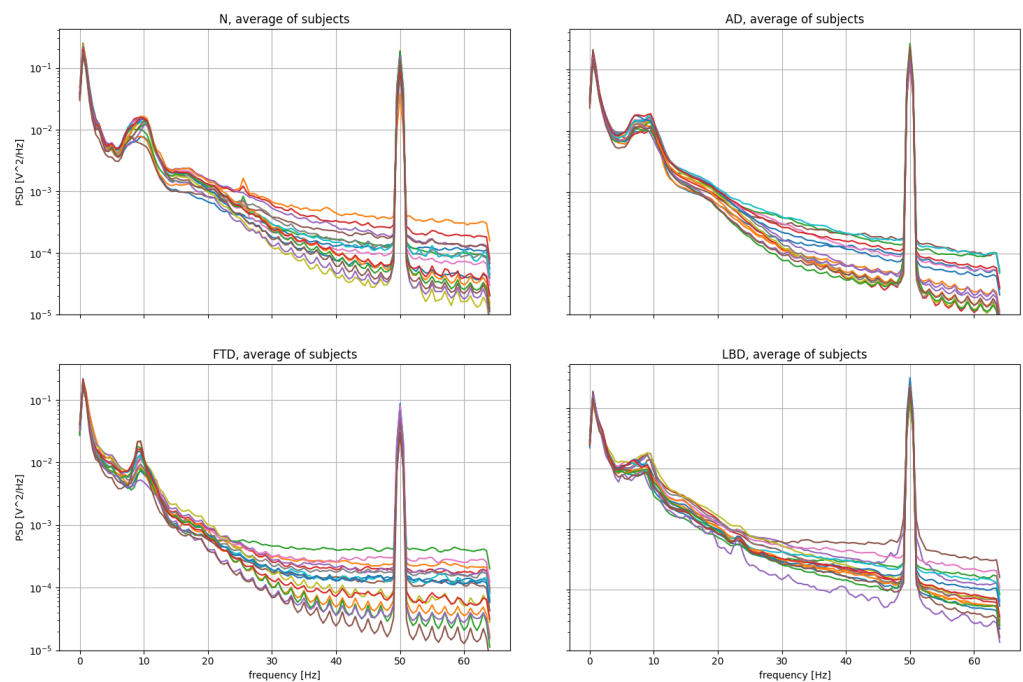 N, average of subjects
AD, average of subjects
PSD [V^2/Hz]
10⁻¹
10⁻²
10⁻³
10⁻⁴
10⁻⁵
FTD, average of subjects
LBD, average of subjects
PSD [V^2/Hz]
10⁻¹
10⁻²
10⁻³
10⁻⁴
10⁻⁵
0 10 20 30 40 50 60
0 10 20 30 40 50 60
frequency [Hz]
frequency [Hz]